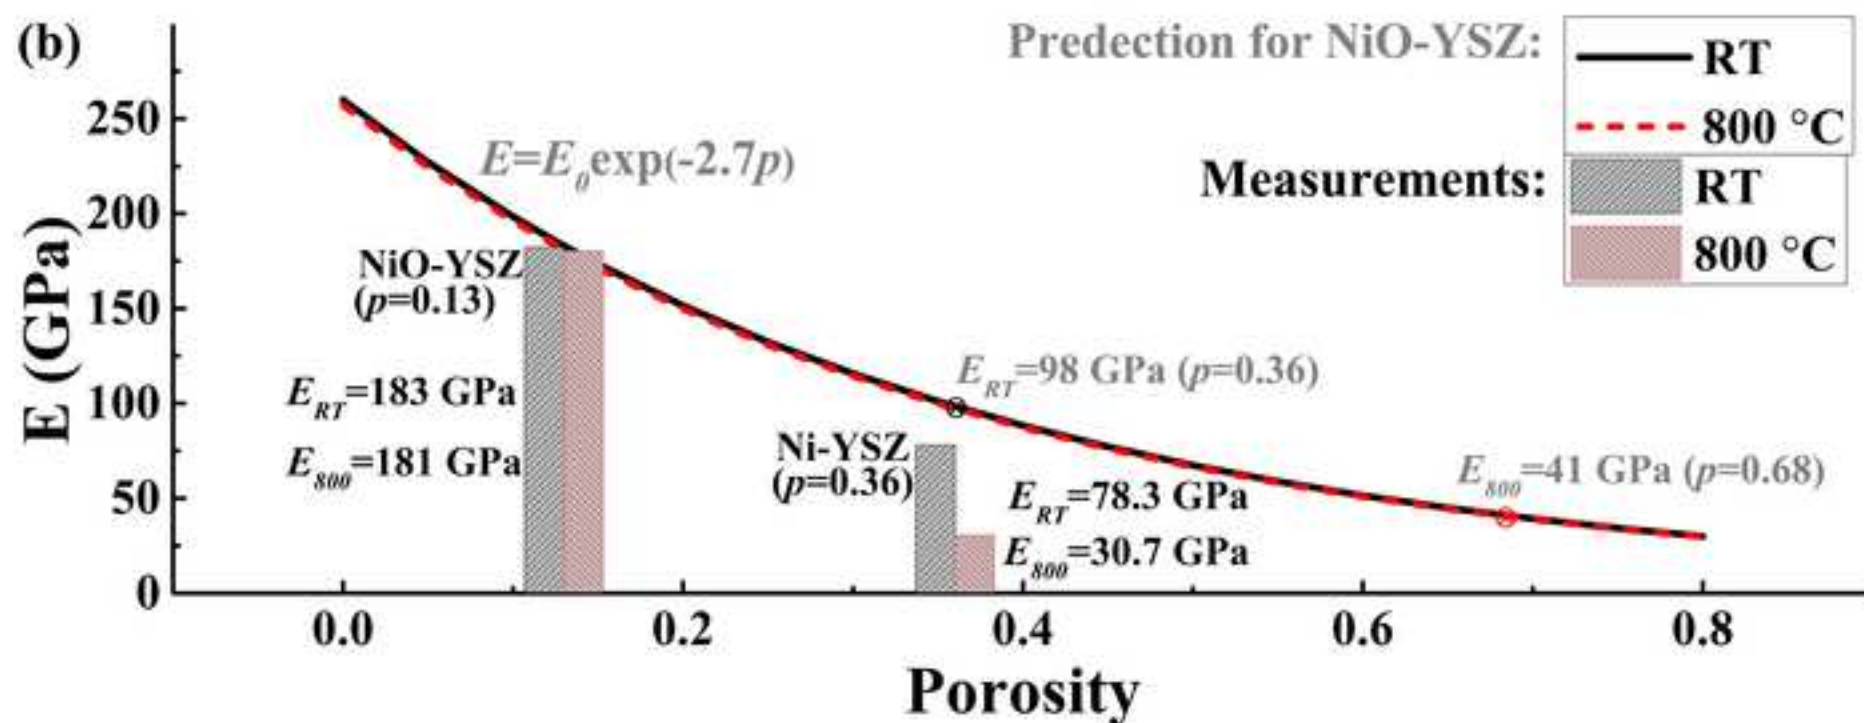 (b)
Predection for NiO-YSZ:
RT
800 °C
Measurements:
RT
800 °C
E=E0exp(-2.7p)
NiO-YSZ
(p=0.13)
ERT=183 GPa
E800=181 GPa
ERT=98 GPa (p=0.36)
Ni-YSZ
(p=0.36)
ERT=78.3 GPa
E800=30.7 GPa
E800=41 GPa (p=0.68)
E (GPa)
250
200
150
100
50
0
0.0 0.2 0.4 0.6 0.8
Porosity